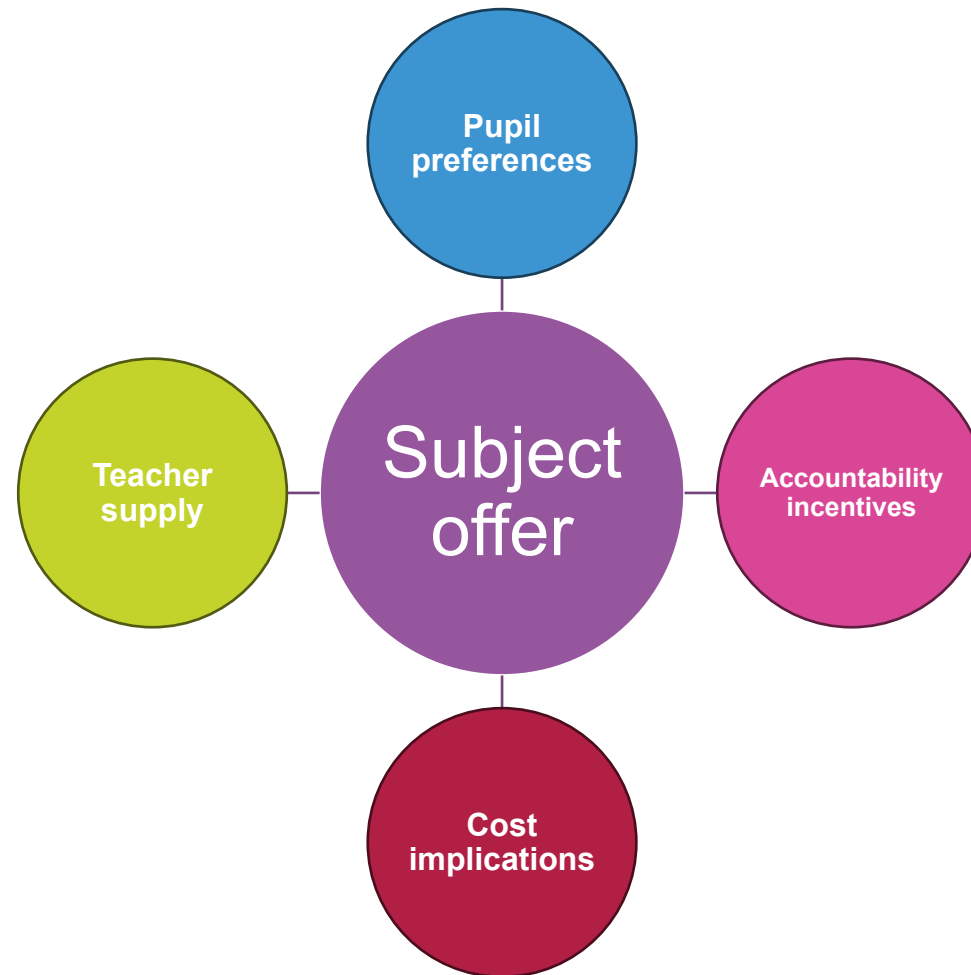 Pupil
preferences
Teacher
supply
Subject
offer
Accountability
incentives
Cost
implications